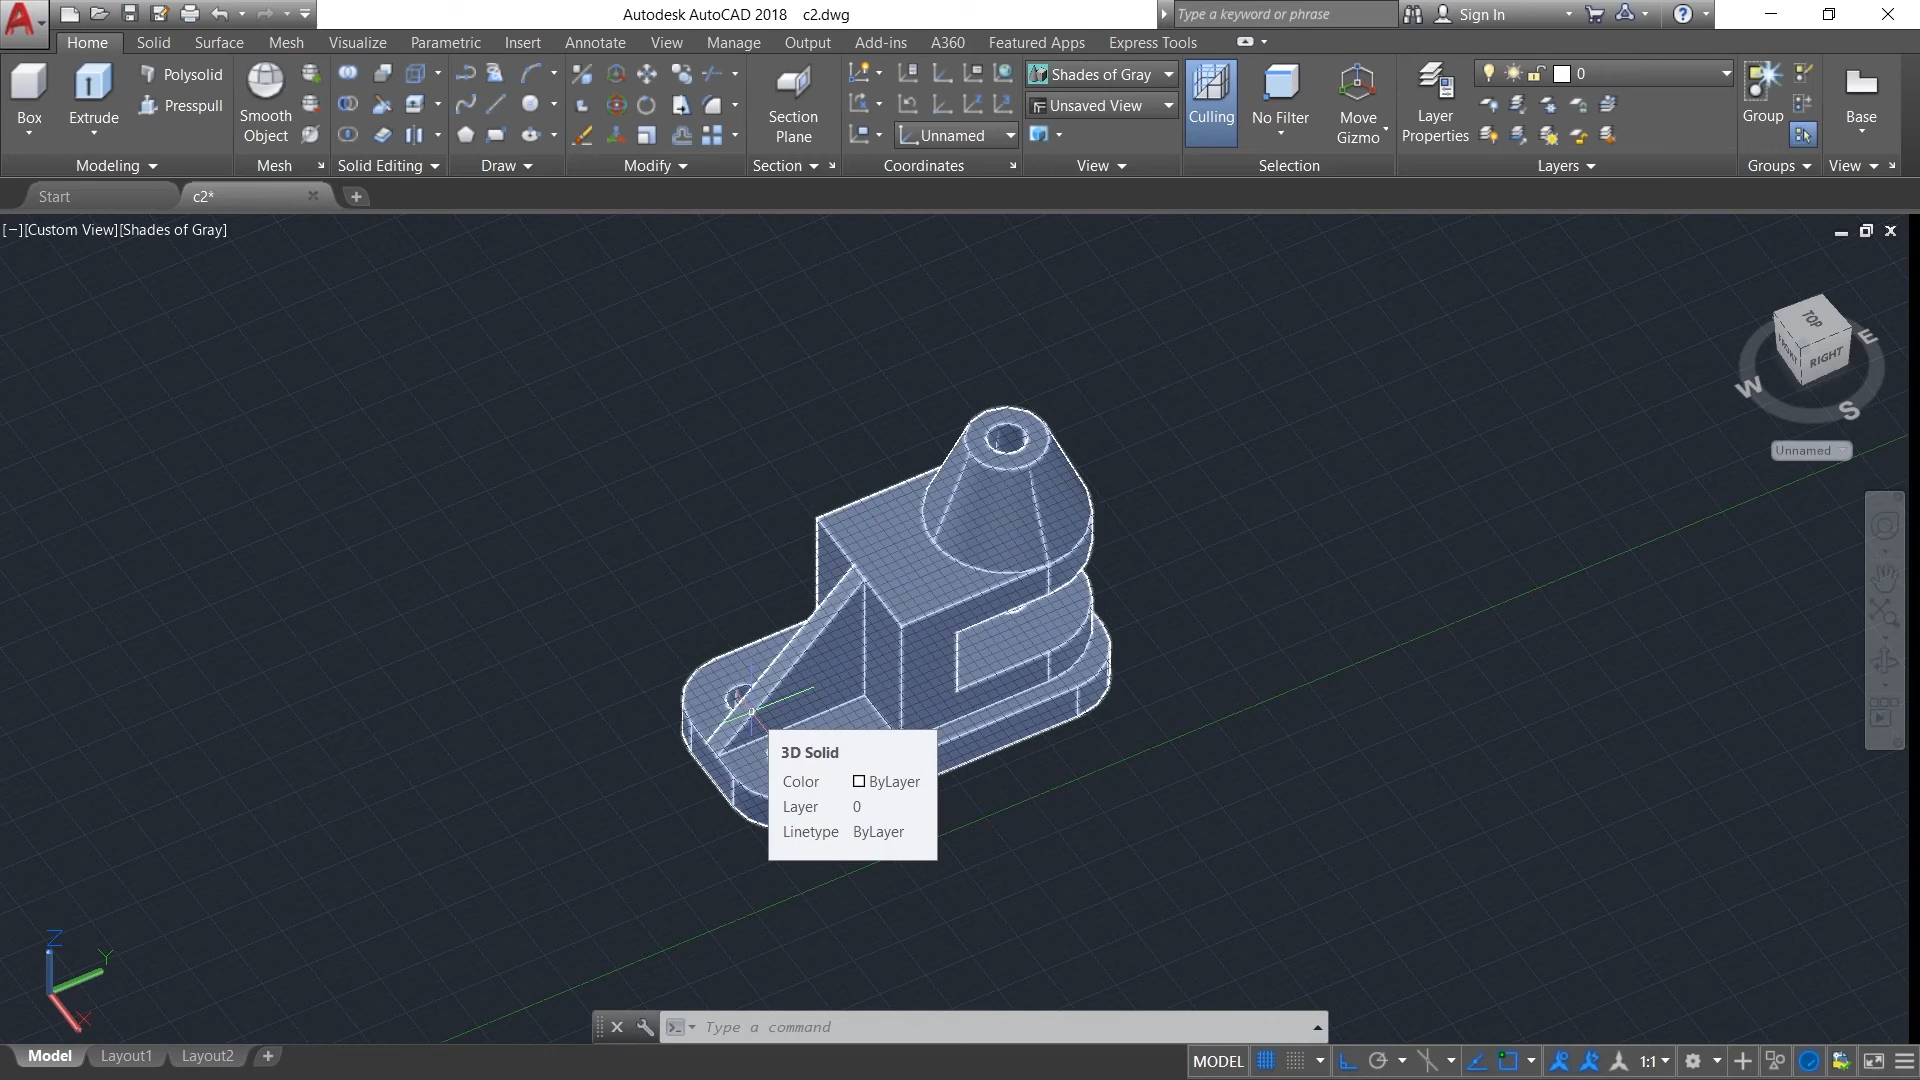 Autodesk AutoCAD 2018 c2.dwg
Type a keyword or phrase
Sign In
Home Solid Surface Mesh Visualize Parametric Insert Annotate View Manage Output Add-ins A360 Featured Apps Express Tools
Box
Extrude
Polysolid
Presspull
Smooth
Object
Section
Plane
Unnamed
Shades of Gray
Unsaved View
Culling
No Filter
Move
Gizmo
Layer
Properties
0
Group
Base
Modeling Mesh Solid Editing Draw Modify Section Coordinates View Selection Layers Groups View
Start c2*
[−][Custom View][Shades of Gray]
TOP
FRONT
RIGHT
E
W
S
Unnamed
3D Solid
Color ByLayer
Layer 0
Linetype ByLayer
Z
Y
X
Type a command
Model Layout1 Layout2
MODEL 1:1